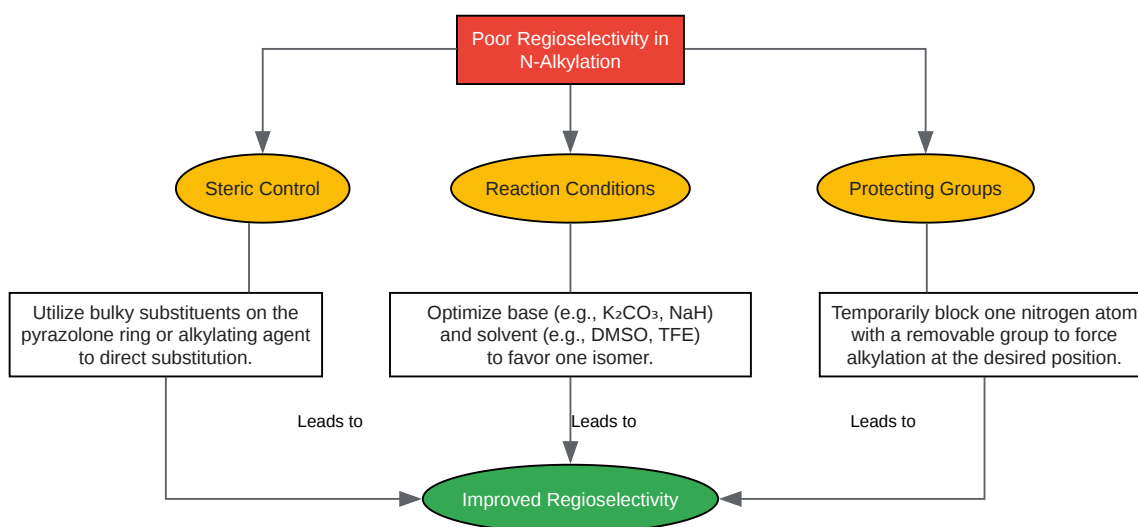 Poor Regioselectivity in
N-Alkylation
Steric Control
Reaction Conditions
Protecting Groups
Utilize bulky substituents on the
pyrazolone ring or alkylating agent
to direct substitution.
Optimize base (e.g., K₂CO₃, NaH)
and solvent (e.g., DMSO, TFE)
to favor one isomer.
Temporarily block one nitrogen atom
with a removable group to force
alkylation at the desired position.
Leads to
Leads to
Leads to
Improved Regioselectivity